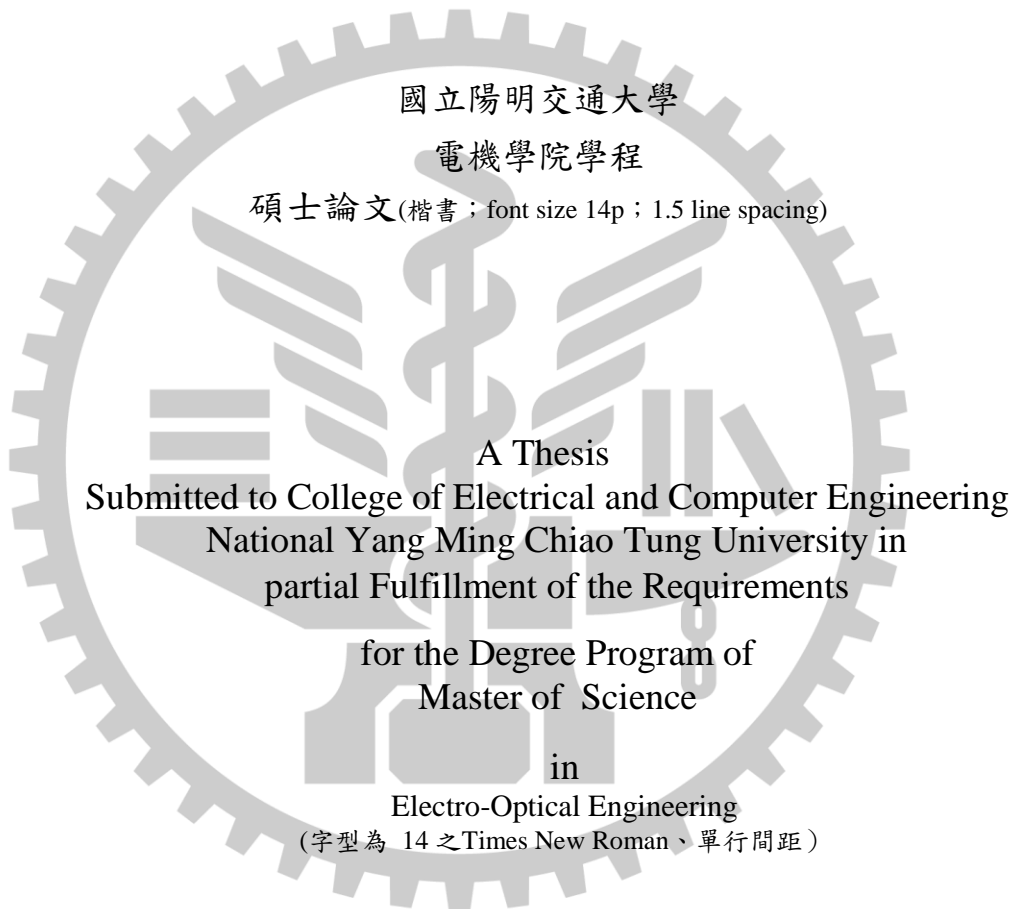 國立陽明交通大學
電機學院學程
碩士論文(楷書；font size 14p；1.5 line spacing)
A Thesis
Submitted to College of Electrical and Computer Engineering
National Yang Ming Chiao Tung University in
partial Fulfillment of the Requirements
for the Degree Program of
Master of Science
in
Electro-Optical Engineering
(字型為 14 之Times New Roman、單行間距）